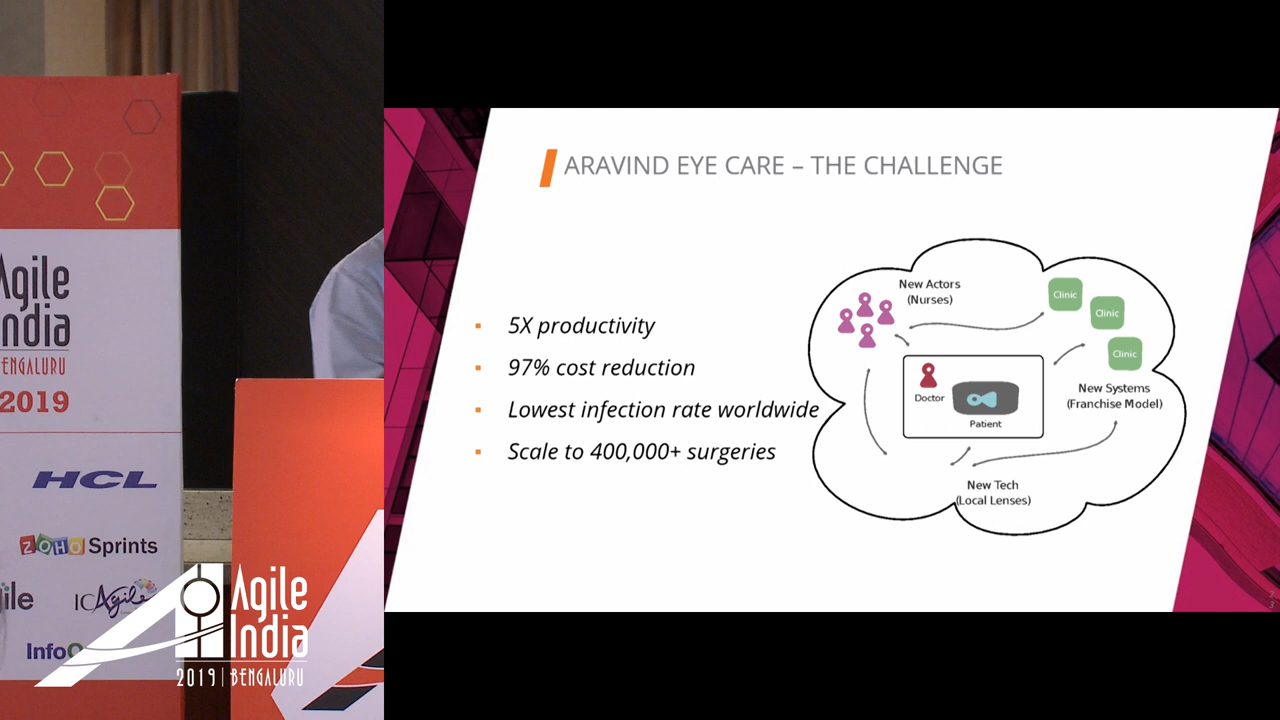 Agile
India
BENGALURU
2019
HCL
ZOHO Sprints
ICAgile
Agile
India
2019 | BENGALURU
ARAVIND EYE CARE – THE CHALLENGE
▪ 5X productivity
▪ 97% cost reduction
▪ Lowest infection rate worldwide
▪ Scale to 400,000+ surgeries
New Actors
(Nurses)
Clinic
Clinic
Clinic
Doctor
Patient
New Systems
(Franchise Model)
New Tech
(Local Lenses)